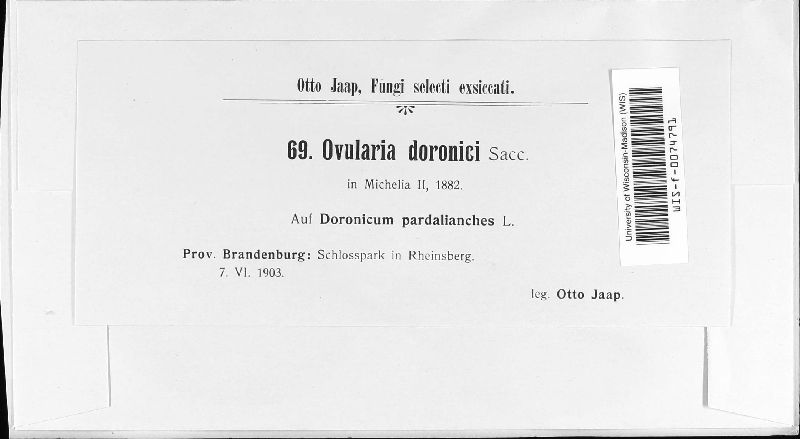 Otto Jaap, Fungi selecti exsiccati.
69. Ovularia doronici Sacc.
in Michelia II, 1882.
Auf Doronicum pardalianches L.
Prov. Brandenburg: Schlosspark in Rheinsberg.
7. VI. 1903.
leg. Otto Jaap.
University of Wisconsin-Madison (WIS)
WIS-f-0074791